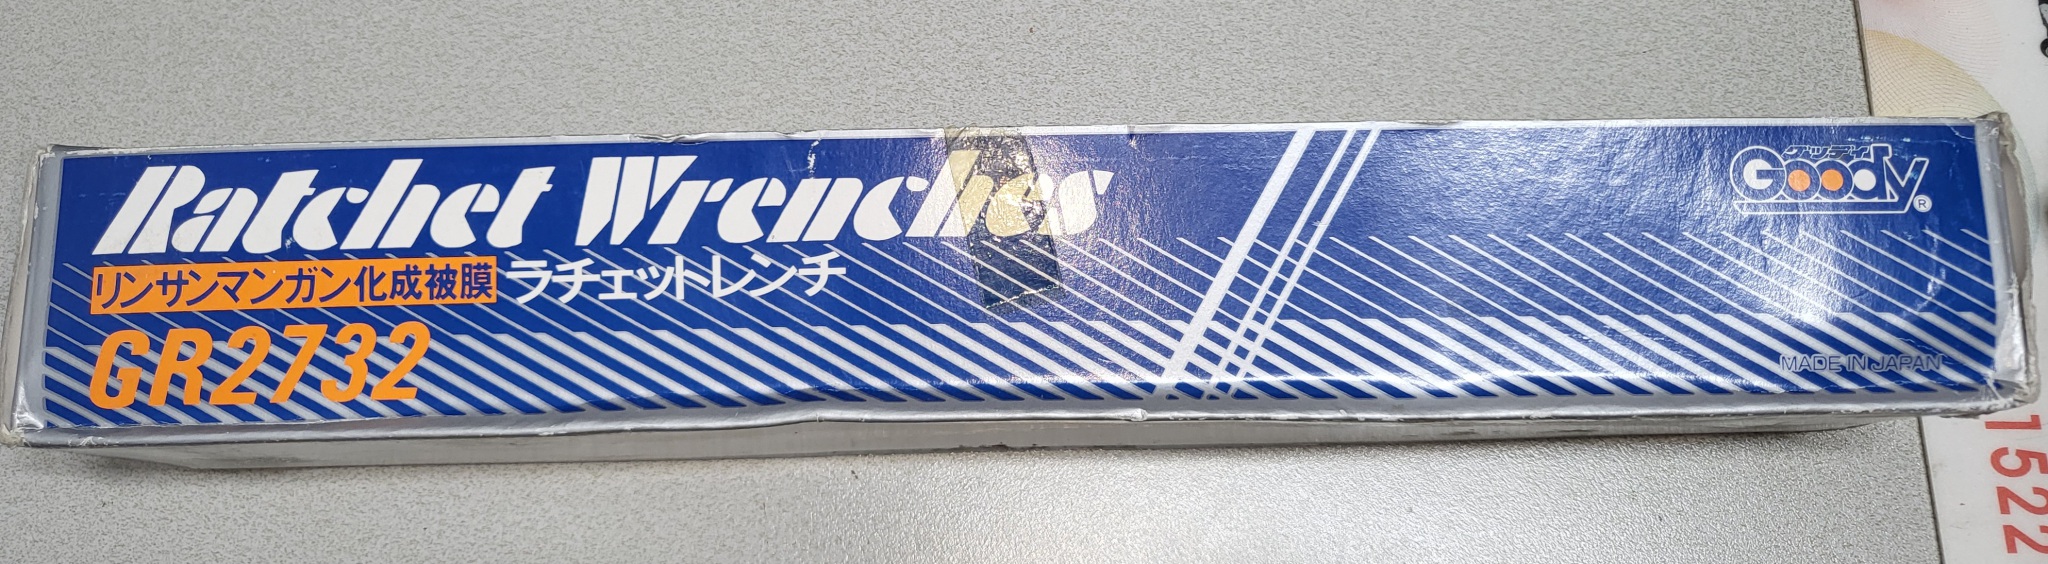 Ratchet Wrenches
リンサンマンガン化成被膜 ラチェットレンチ
GR2732
グッディ
Goody
®
MADE IN JAPAN
1522